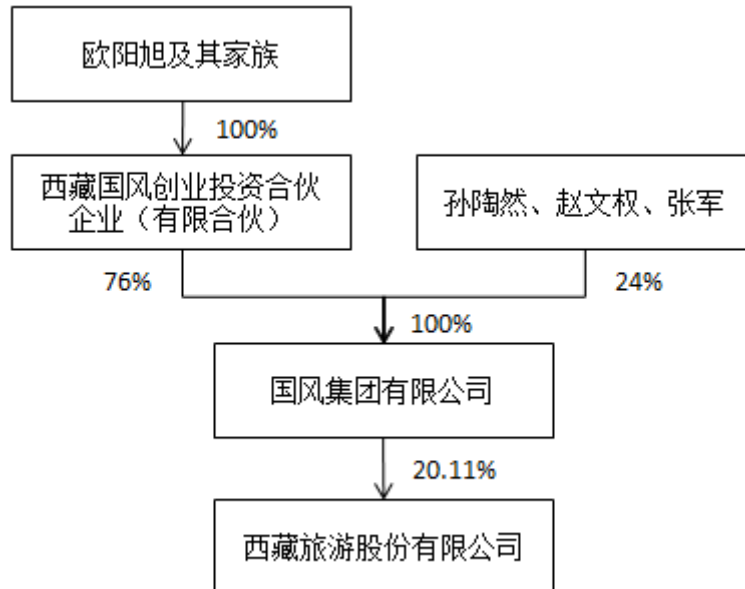 欧阳旭及其家族
100%
西藏国风创业投资合伙
企业（有限合伙）
孙陶然、赵文权、张军
76%
24%
100%
国风集团有限公司
20.11%
西藏旅游股份有限公司